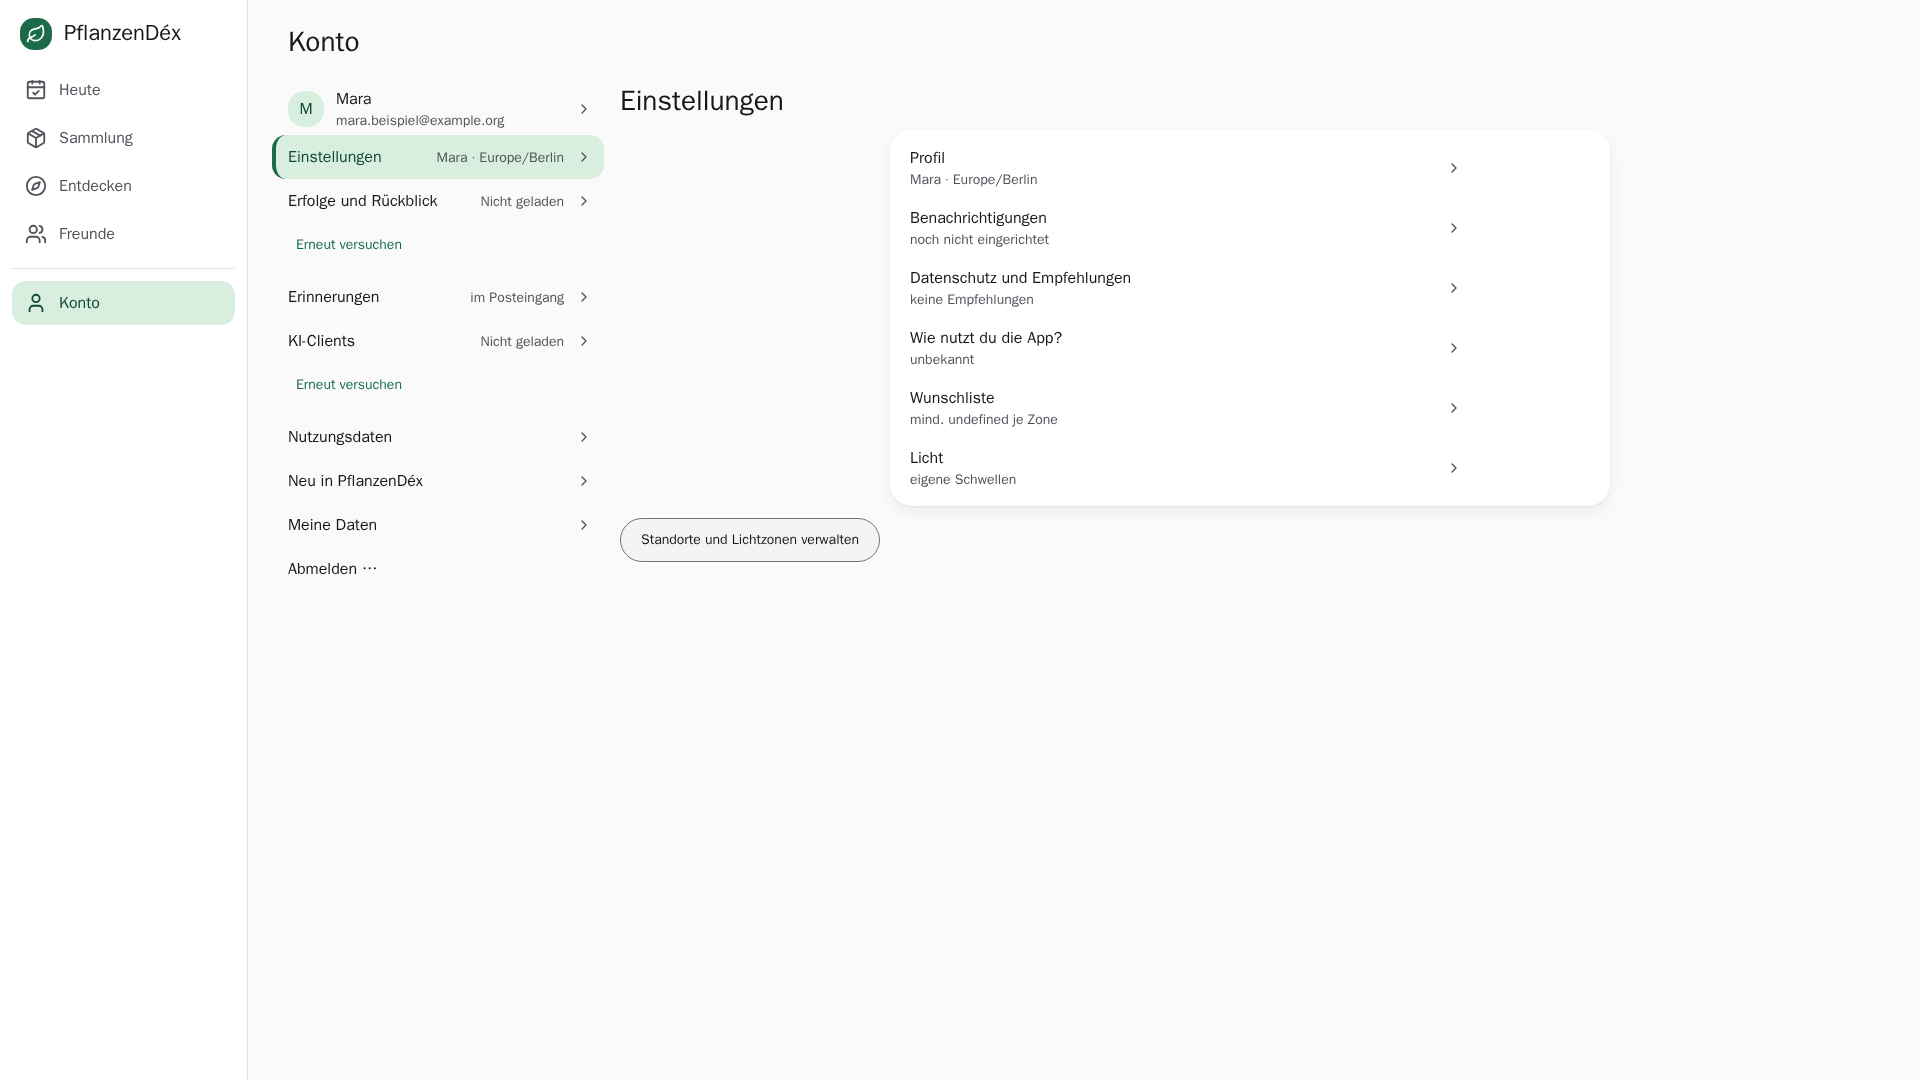 PflanzenDéx
Heute
Sammlung
Entdecken
Freunde
Konto
Konto
M
Mara
mara.beispiel@example.org
Einstellungen
Mara · Europe/Berlin
Erfolge und Rückblick
Nicht geladen
Erneut versuchen
Erinnerungen
im Posteingang
KI-Clients
Nicht geladen
Erneut versuchen
Nutzungsdaten
Neu in PflanzenDéx
Meine Daten
Abmelden ···
Einstellungen
Profil
Mara · Europe/Berlin
Benachrichtigungen
noch nicht eingerichtet
Datenschutz und Empfehlungen
keine Empfehlungen
Wie nutzt du die App?
unbekannt
Wunschliste
mind. undefined je Zone
Licht
eigene Schwellen
Standorte und Lichtzonen verwalten